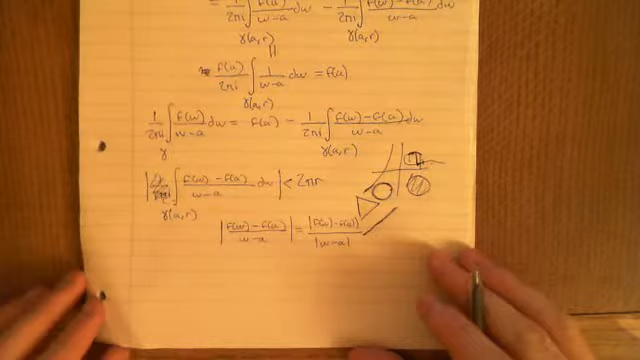 = 1/2πi ∫ f(w)/w-a dw - 1/2πi ∫ f(w)-f(a)/w-a dw
γ(a,r) γ(a,r)
f(a)/2πi ∫ 1/w-a dw = f(a)
γ(a,r)
1/2πi ∫ f(w)/w-a dw = f(a) - 1/2πi ∫ f(w)-f(a)/w-a dw
γ γ(a,r)
| ∫ f(w)-f(a)/w-a dw | < 2πr
γ(a,r)
| f(w)-f(a)/w-a | = |f(w)-f(a)|/|w-a|